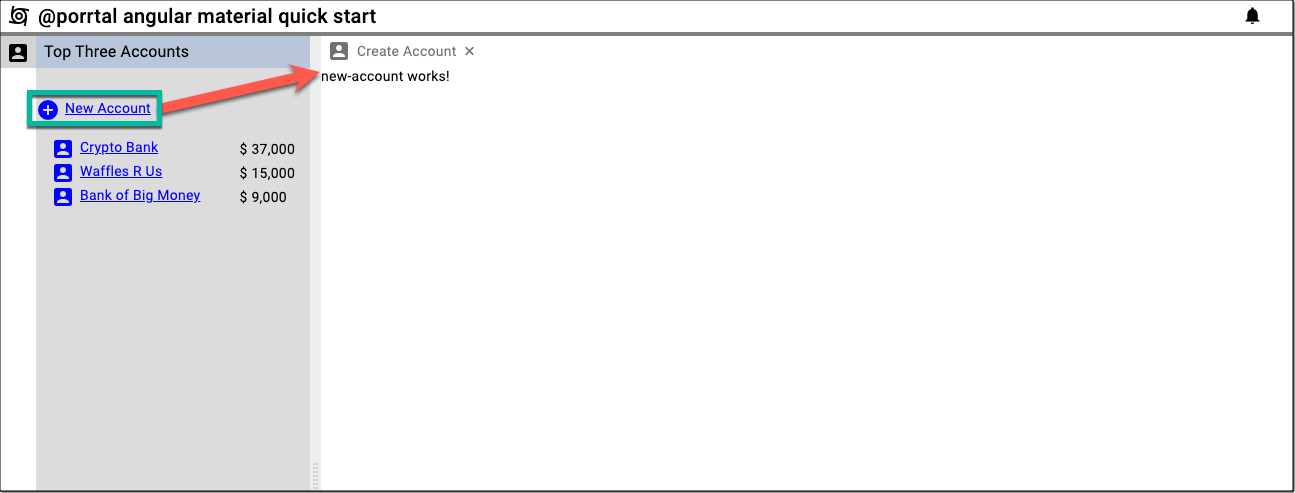 @porrtal angular material quick start
Top Three Accounts
Create Account ×
new-account works!
New Account
Crypto Bank $ 37,000
Waffles R Us $ 15,000
Bank of Big Money $ 9,000